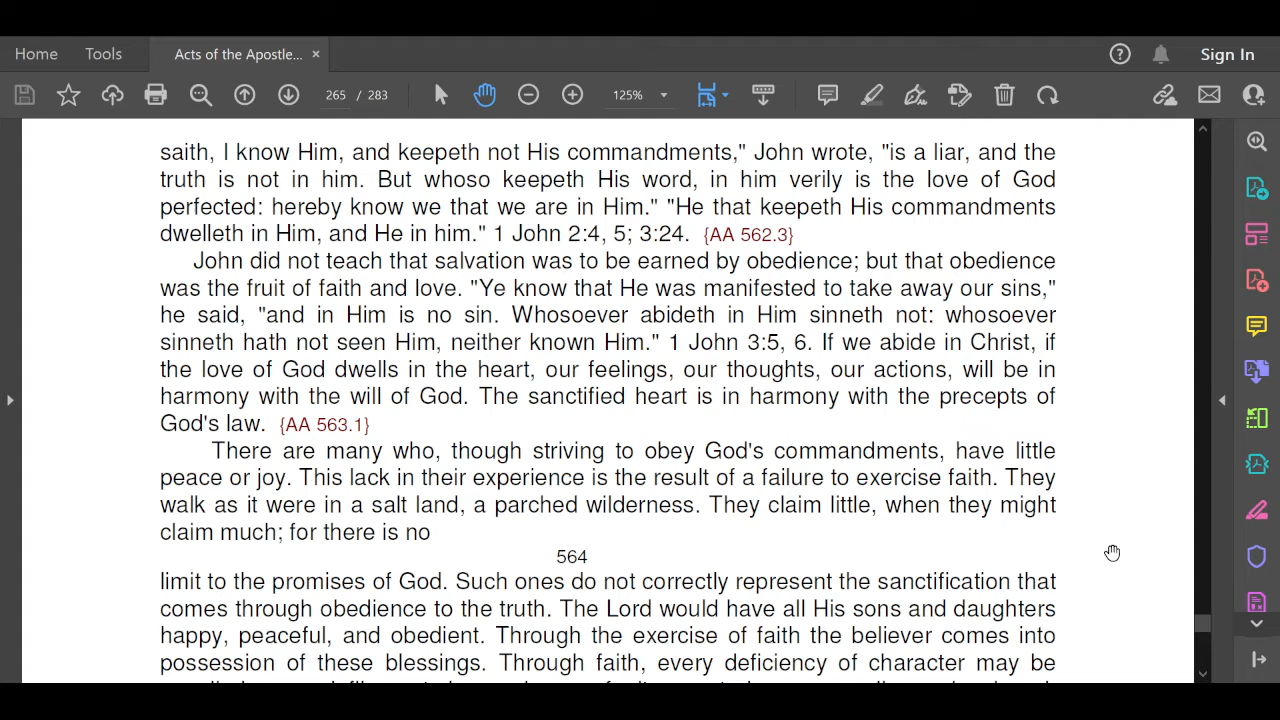 Home Tools Acts of the Apostle... × Sign In
265 / 283 125%
saith, I know Him, and keepeth not His commandments," John wrote, "is a liar, and the
truth is not in him. But whoso keepeth His word, in him verily is the love of God
perfected: hereby know we that we are in Him." "He that keepeth His commandments
dwelleth in Him, and He in him." 1 John 2:4, 5; 3:24. {AA 562.3}
John did not teach that salvation was to be earned by obedience; but that obedience
was the fruit of faith and love. "Ye know that He was manifested to take away our sins,"
he said, "and in Him is no sin. Whosoever abideth in Him sinneth not: whosoever
sinneth hath not seen Him, neither known Him." 1 John 3:5, 6. If we abide in Christ, if
the love of God dwells in the heart, our feelings, our thoughts, our actions, will be in
harmony with the will of God. The sanctified heart is in harmony with the precepts of
God's law. {AA 563.1}
There are many who, though striving to obey God's commandments, have little
peace or joy. This lack in their experience is the result of a failure to exercise faith. They
walk as it were in a salt land, a parched wilderness. They claim little, when they might
claim much; for there is no
564
limit to the promises of God. Such ones do not correctly represent the sanctification that
comes through obedience to the truth. The Lord would have all His sons and daughters
happy, peaceful, and obedient. Through the exercise of faith the believer comes into
possession of these blessings. Through faith, every deficiency of character may be